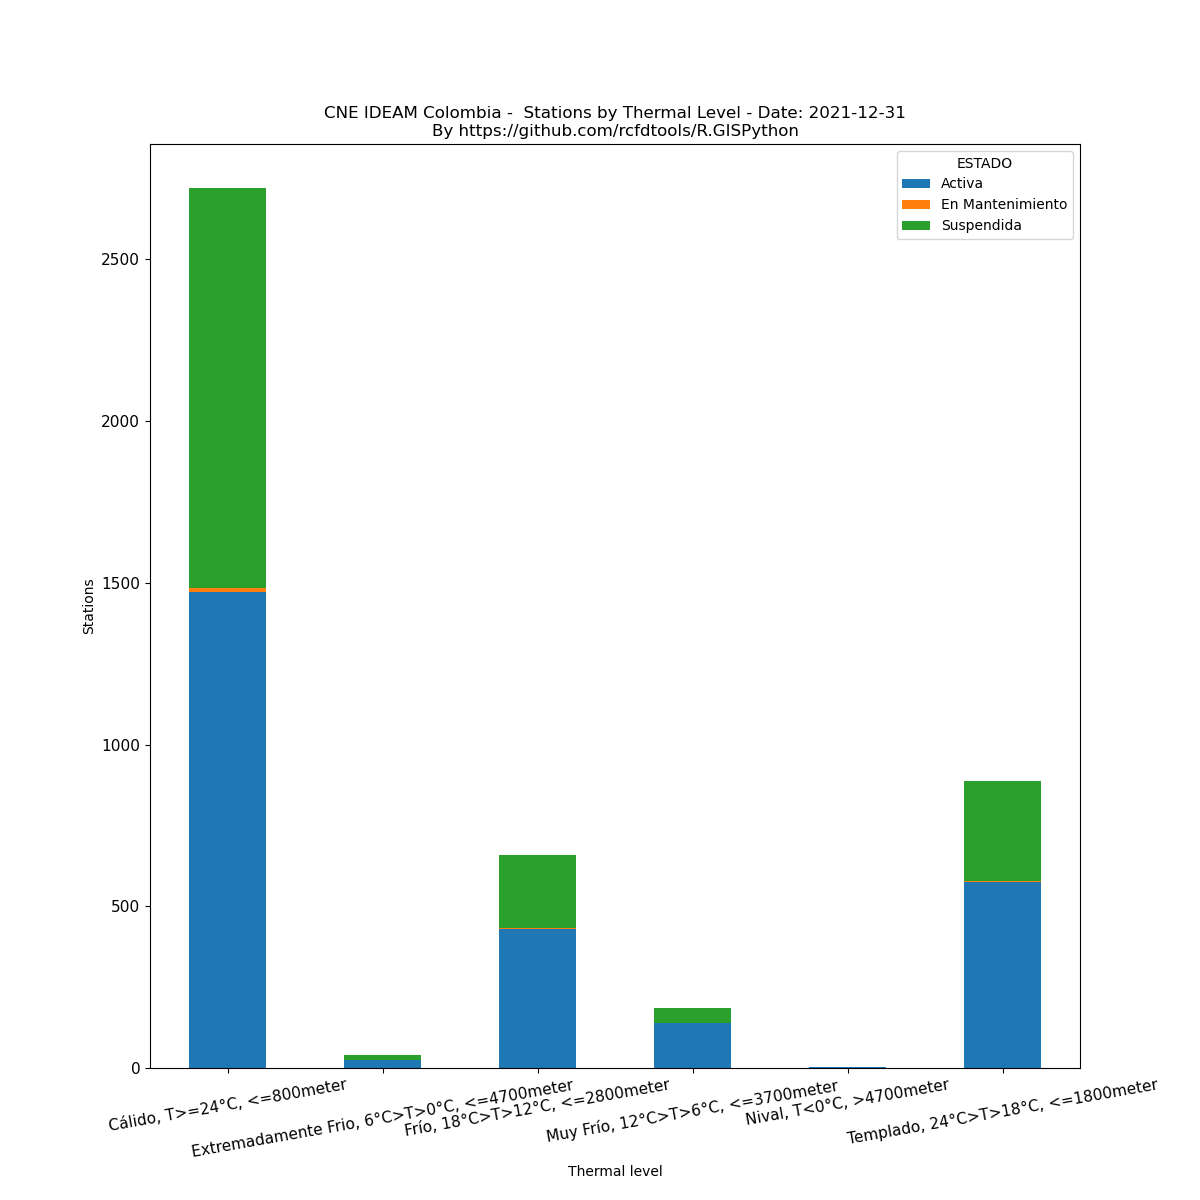 CNE IDEAM Colombia -  Stations by Thermal Level - Date: 2021-12-31
By https://github.com/rcfdtools/R.GISPython
ESTADO
Activa
En Mantenimiento
Suspendida
2500
2000
1500
1000
500
0
Stations
Cálido, T>=24°C, <=800meter
Extremadamente Frio, 6°C>T>0°C, <=4700meter
Frío, 18°C>T>12°C, <=2800meter
Muy Frío, 12°C>T>6°C, <=3700meter
Nival, T<0°C, >4700meter
Templado, 24°C>T>18°C, <=1800meter
Thermal level